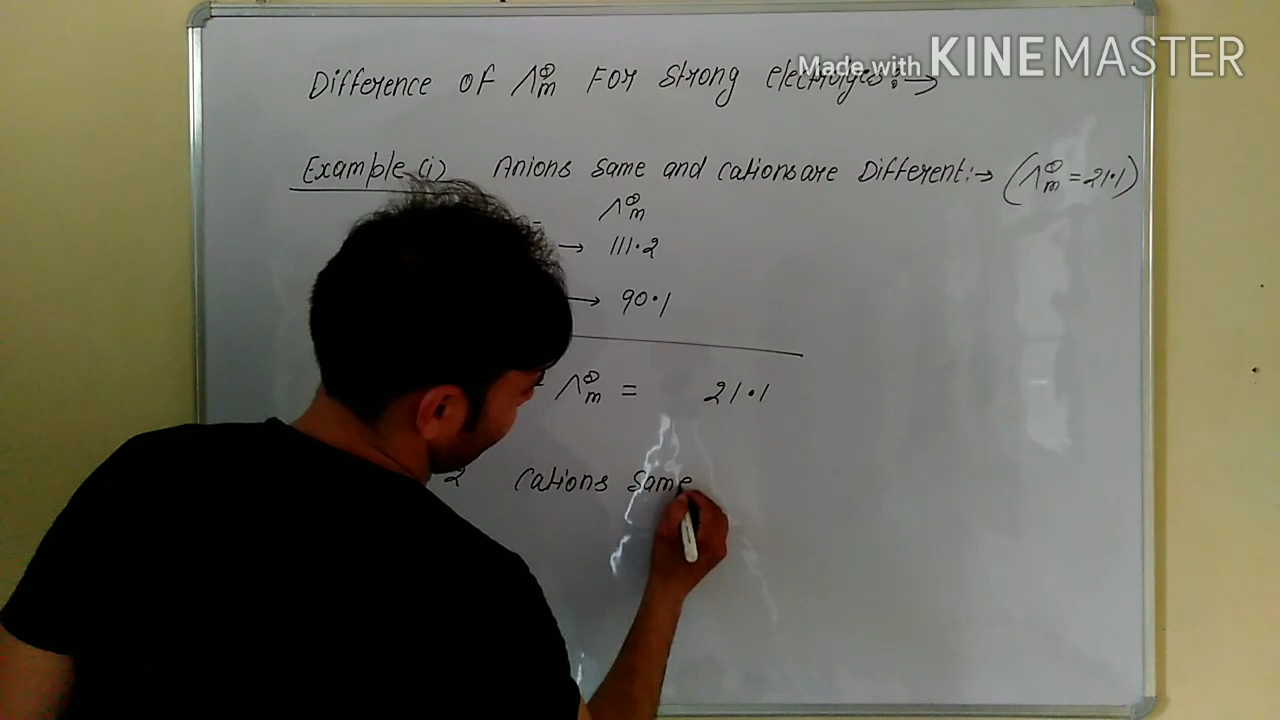 Made with KINEMASTER
Difference of Λ∞m For Strong electrolytes:→
Example (i) Anions Same and Cations are Different:→ (Λ∞m = 21.1)
Λ∞m
→ 111.2
→ 90.1
Λ∞m = 21.1
2 Cations Same